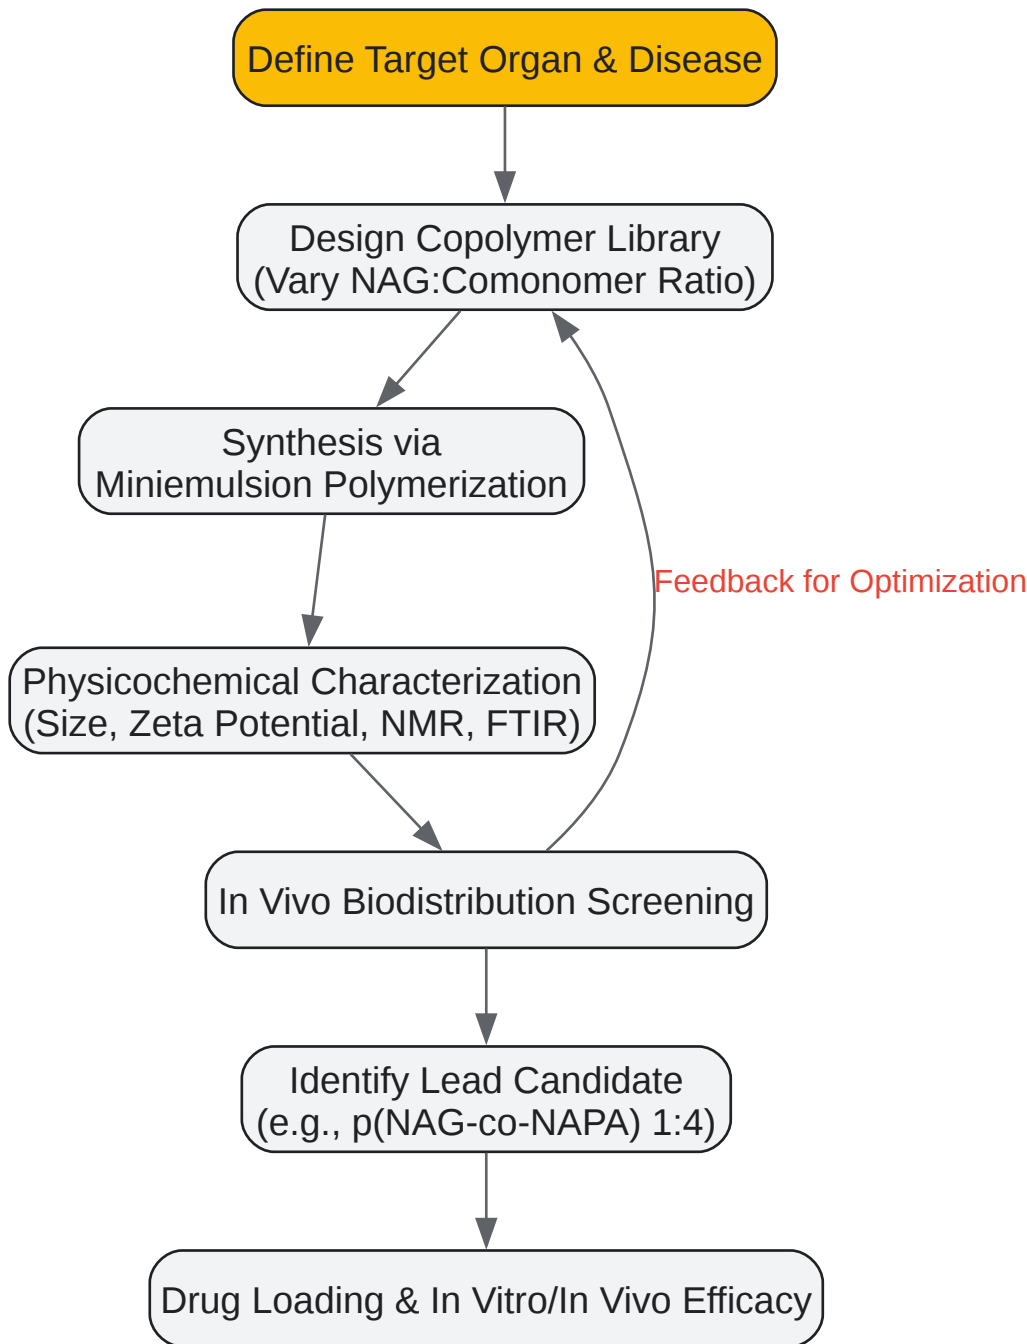 Define Target Organ & Disease
Design Copolymer Library
(Vary NAG:Comonomer Ratio)
Synthesis via
Miniemulsion Polymerization
Feedback for Optimization
Physicochemical Characterization
(Size, Zeta Potential, NMR, FTIR)
In Vivo Biodistribution Screening
Identify Lead Candidate
(e.g., p(NAG-co-NAPA) 1:4)
Drug Loading & In Vitro/In Vivo Efficacy